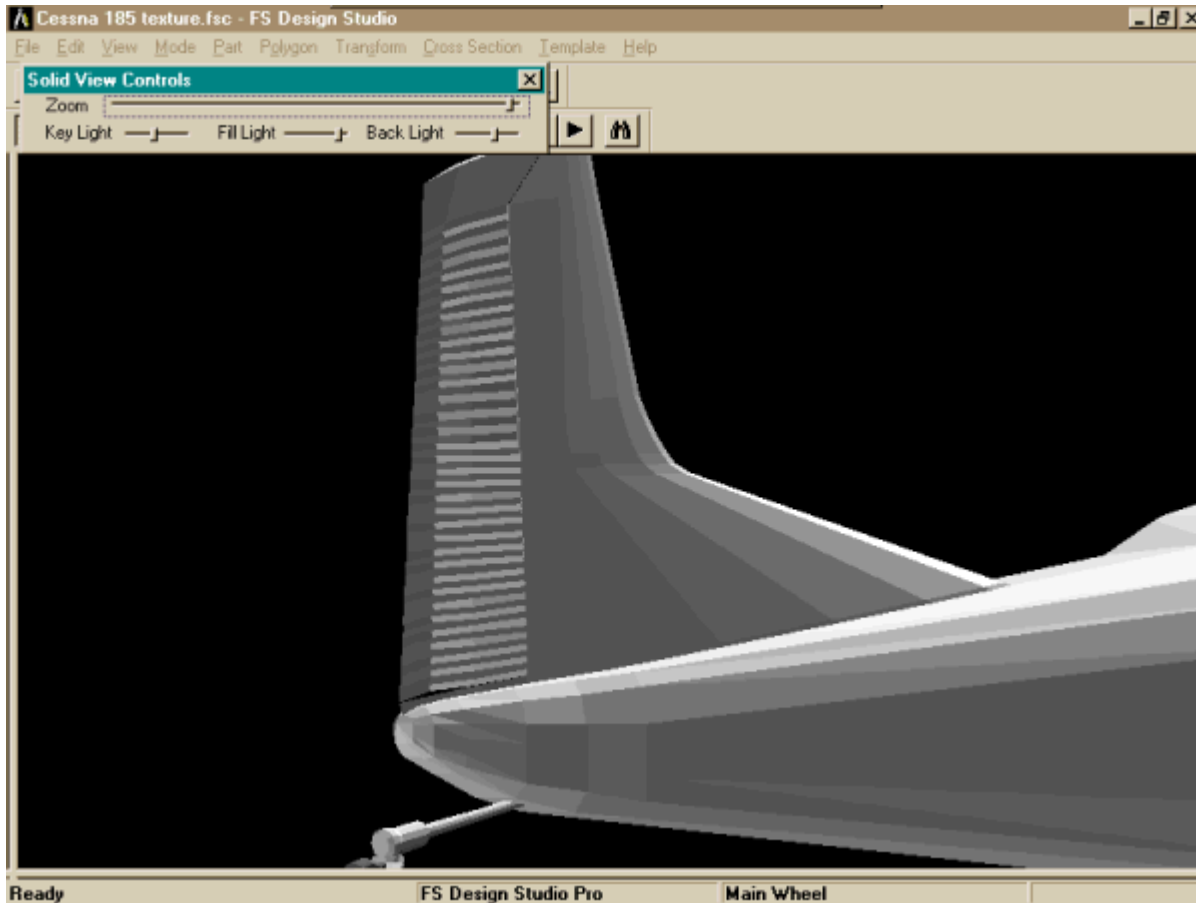 Cessna 185 texture.fsc - FS Design Studio
File Edit View Mode Part Polygon Transform Cross Section Template Help
Solid View Controls
Zoom
Key Light Fill Light Back Light
Ready FS Design Studio Pro Main Wheel